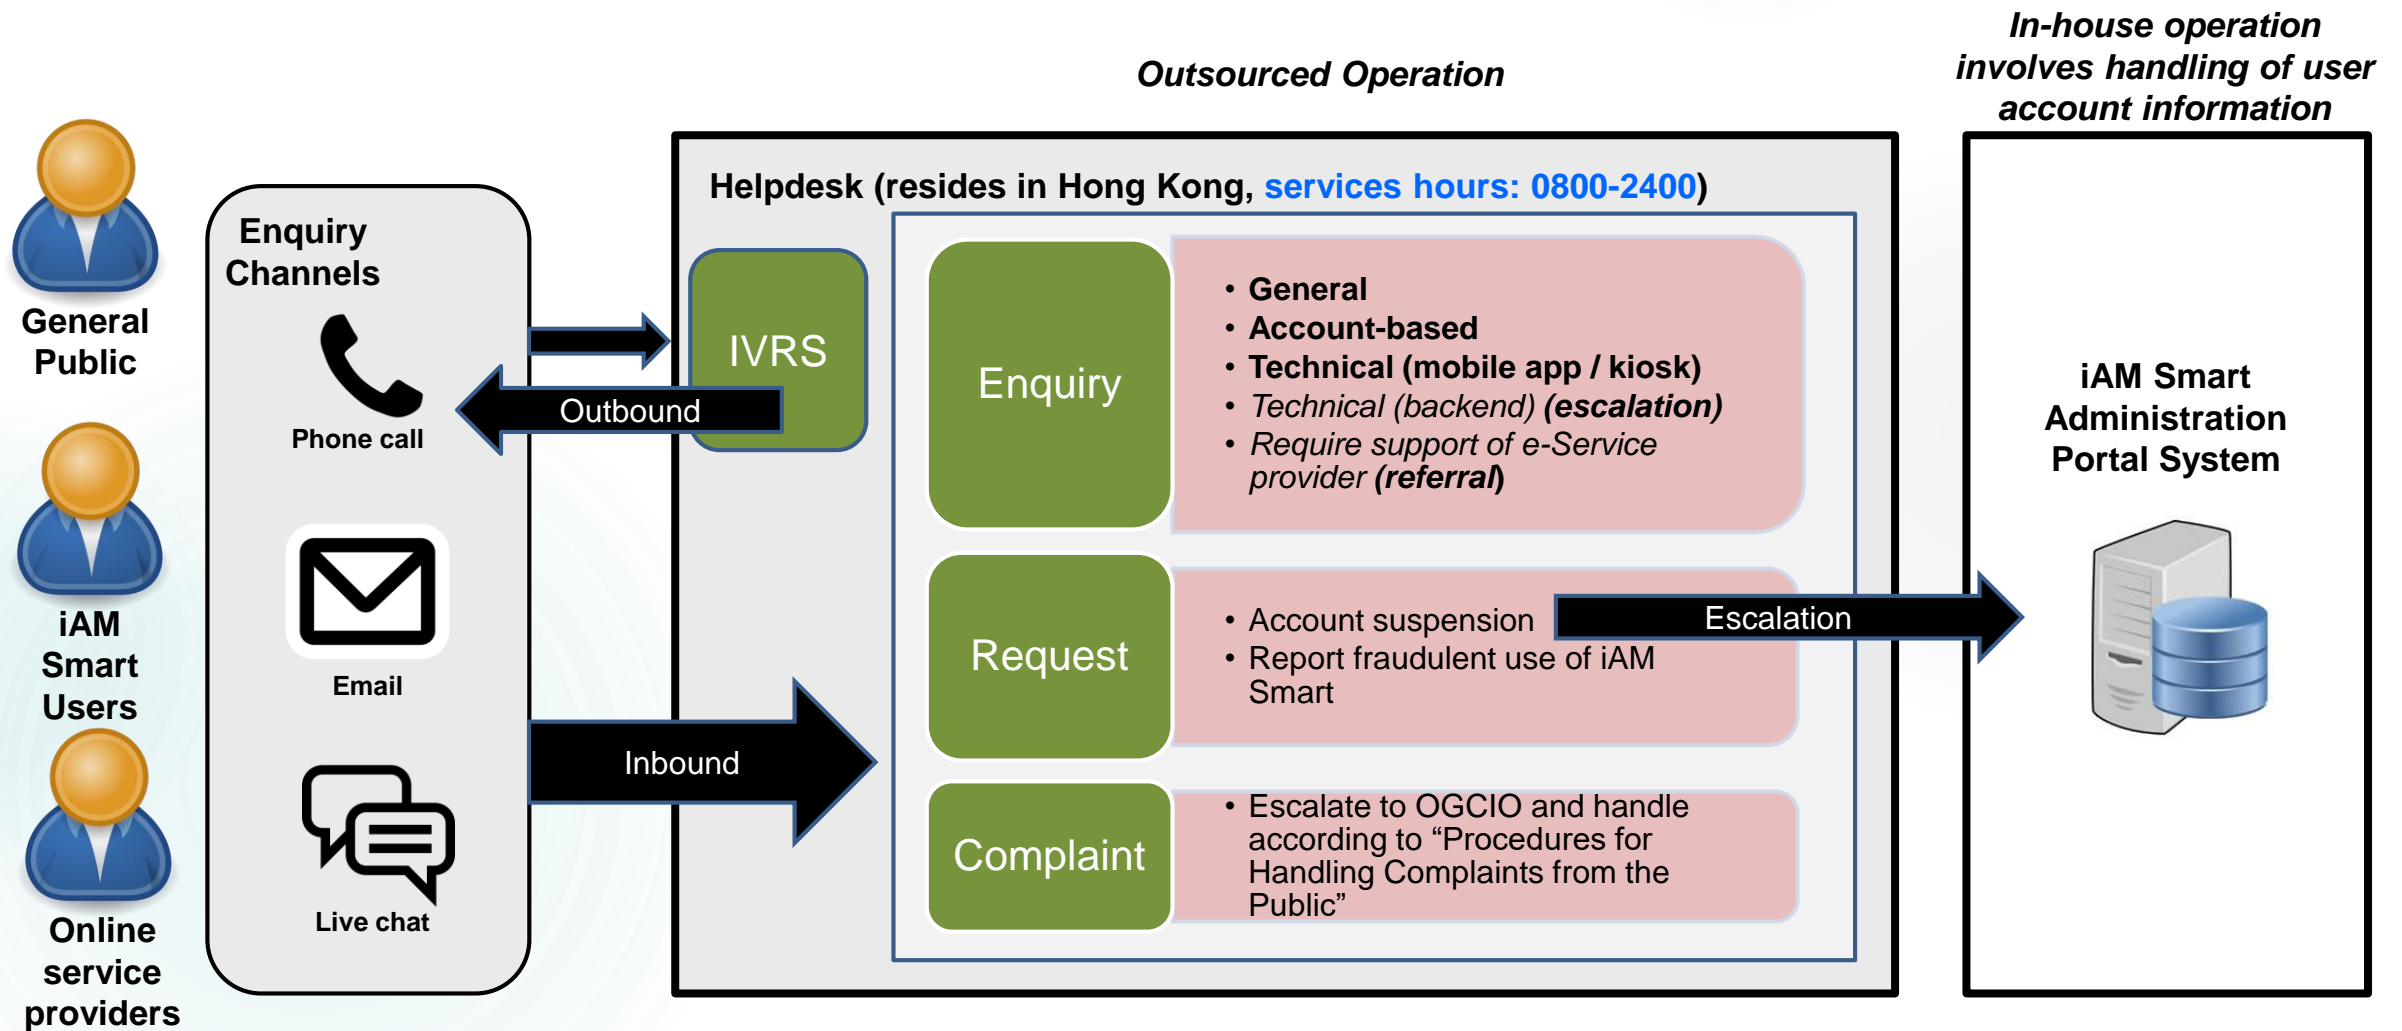 In-house operation
involves handling of user
account information
Outsourced Operation
General
Public
iAM
Smart
Users
Online
service
providers
Enquiry
Channels
Phone call
Email
Live chat
Helpdesk (resides in Hong Kong, services hours: 0800-2400)
IVRS
Outbound
Inbound
Enquiry
• General
• Account-based
• Technical (mobile app / kiosk)
• Technical (backend) (escalation)
• Require support of e-Service
provider (referral)
Request
• Account suspension
• Report fraudulent use of iAM
Smart
Escalation
Complaint
• Escalate to OGCIO and handle
according to “Procedures for
Handling Complaints from the
Public”
iAM Smart
Administration
Portal System